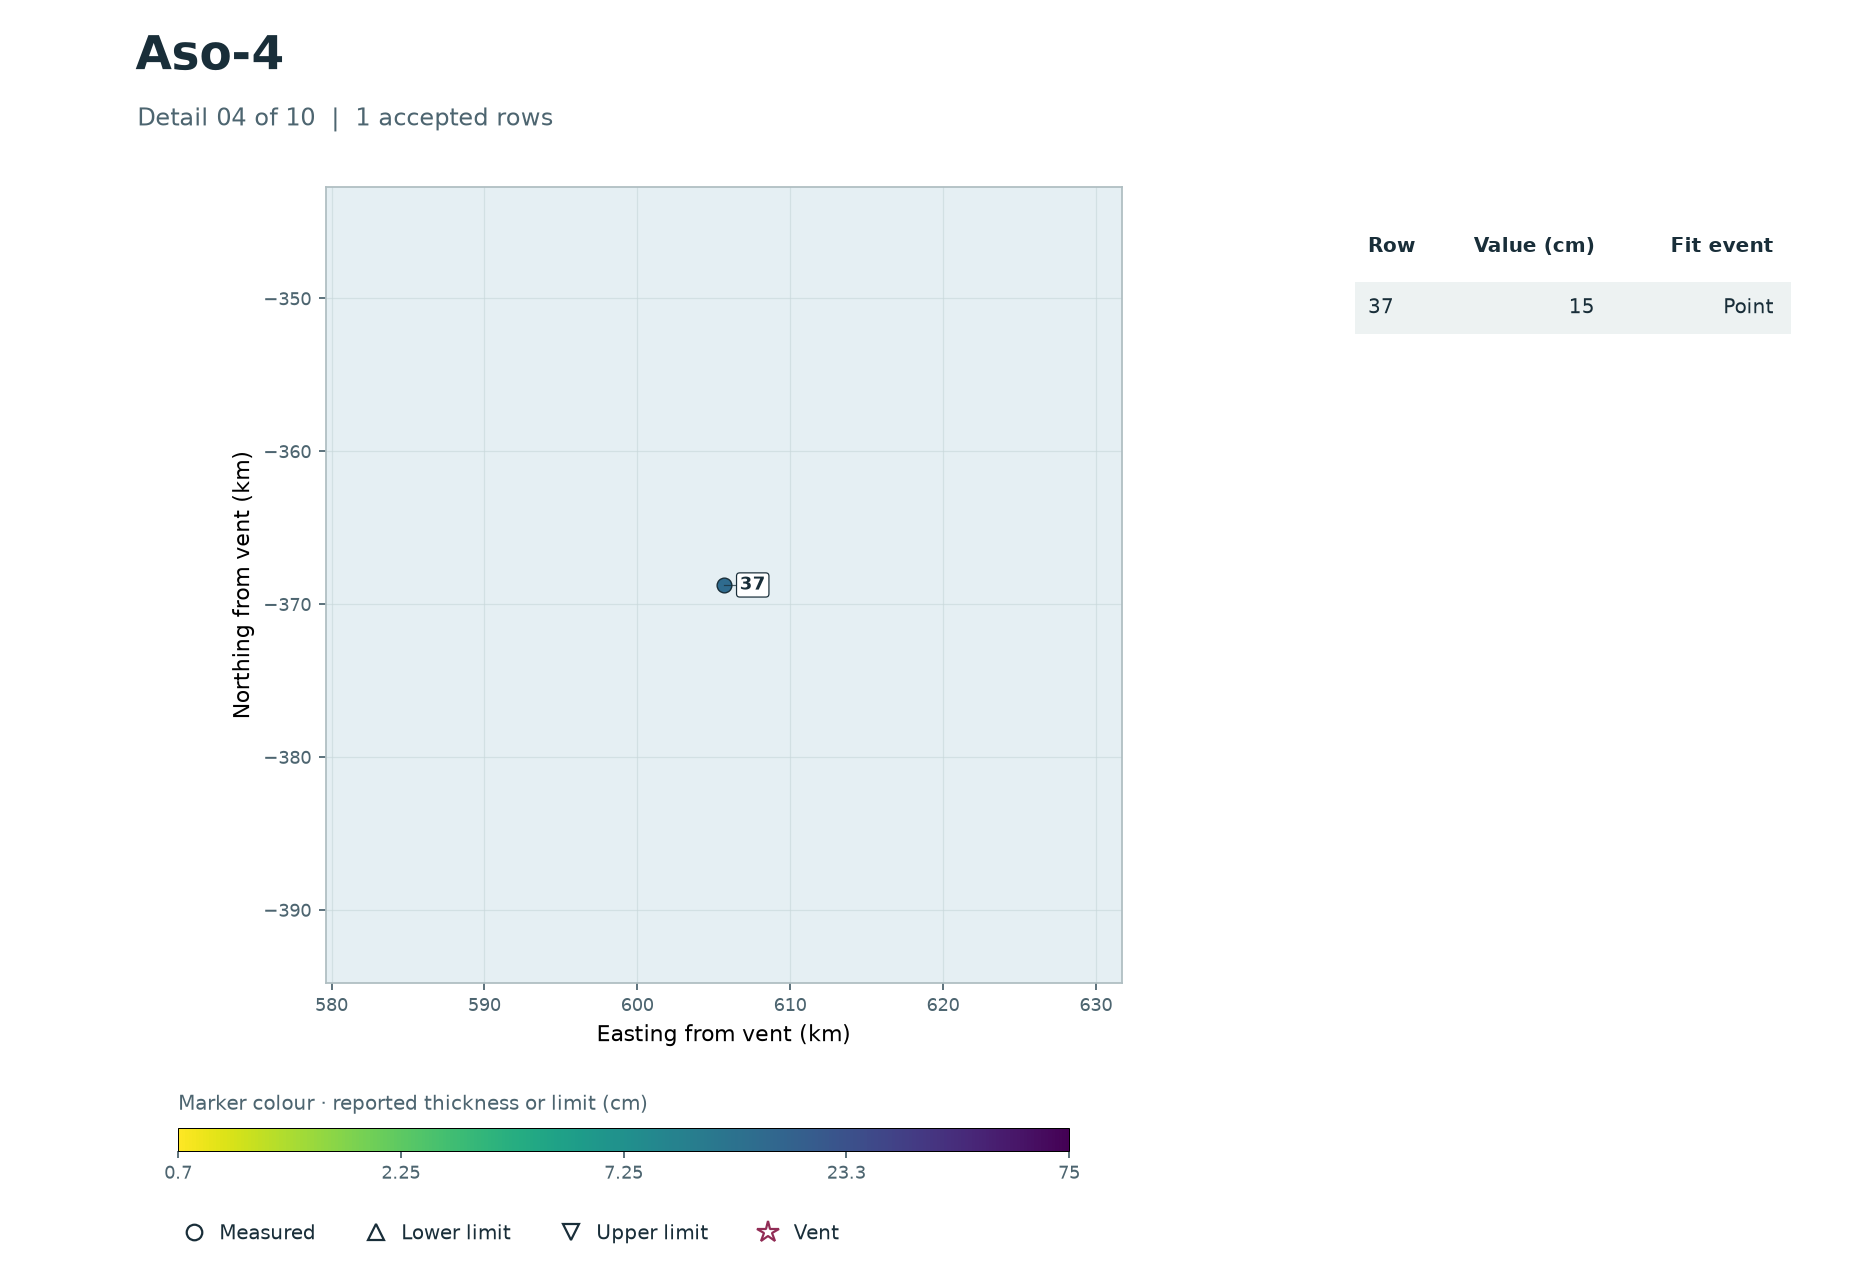 Aso-4
Detail 04 of 10 | 1 accepted rows
Row Value (cm) Fit event
37 15 Point
−350
−360
−370
−380
−390
Northing from vent (km)
37
580 590 600 610 620 630
Easting from vent (km)
Marker colour · reported thickness or limit (cm)
0.7 2.25 7.25 23.3 75
Measured Lower limit Upper limit Vent